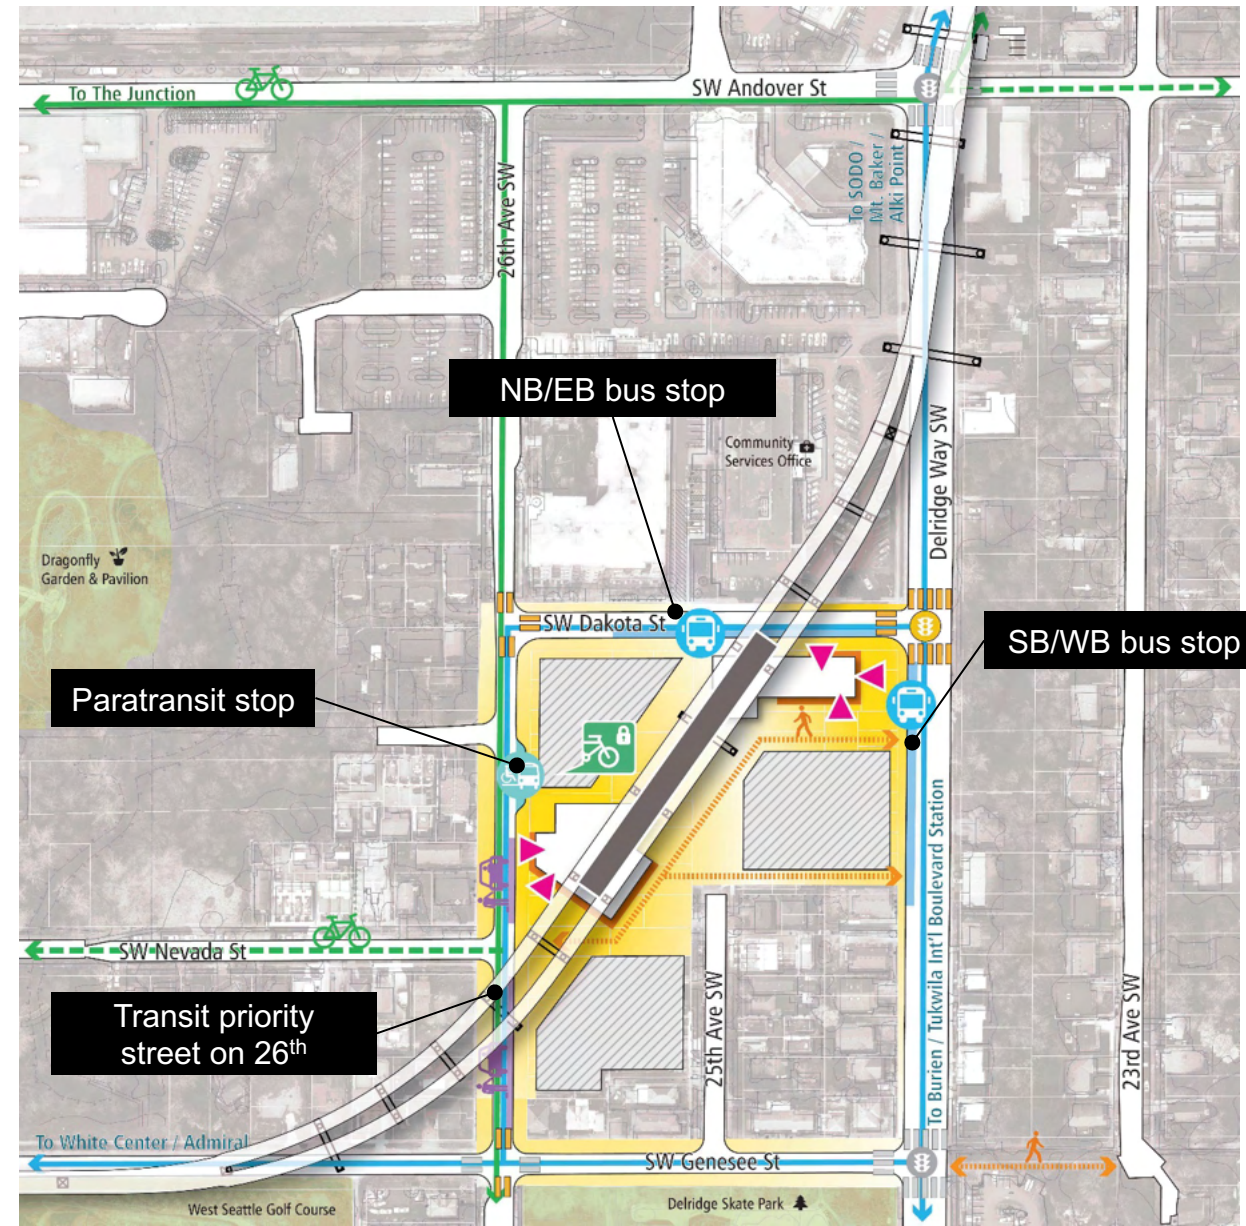 To The Junction
SW Andover St
26th Ave SW
To SODO /
Mt. Baker /
Alki Point
NB/EB bus stop
Community
Services Office
Delridge Way SW
Dragonfly
Garden & Pavilion
SW Dakota St
SB/WB bus stop
Paratransit stop
SW Nevada St
Transit priority
street on 26th
25th Ave SW
To Burien / Tukwila Int'l Boulevard Station
23rd Ave SW
To White Center / Admiral
SW Genesee St
West Seattle Golf Course
Delridge Skate Park